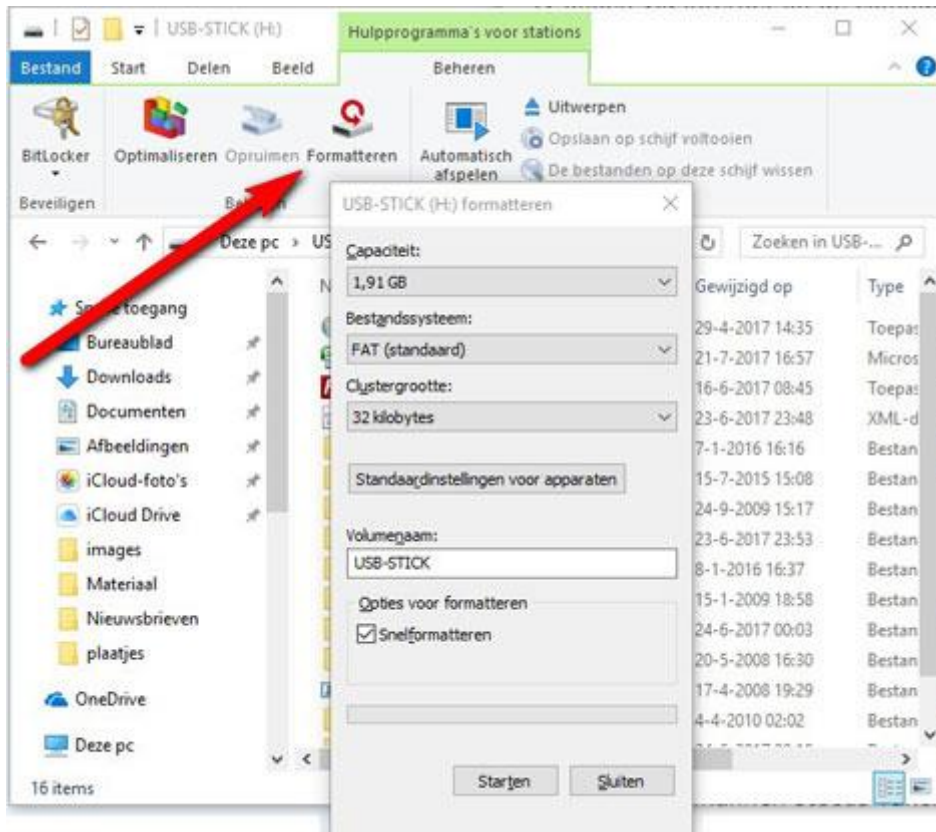 USB-STICK (H:)
Hulpprogramma's voor stations
Bestand Start Delen Beeld Beheren
BitLocker
Optimaliseren Opruimen Formatteren
Automatisch
afspelen
Uitwerpen
Opslaan op schijf voltooien
De bestanden op deze schijf wissen
Beveiligen
Deze pc
Zoeken in USB-...
USB-STICK (H:) formatteren
Capaciteit:
1,91 GB
Bestandssysteem:
FAT (standaard)
Clustergrootte:
32 kilobytes
Standaardinstellingen voor apparaten
Volumenaam:
USB-STICK
Opties voor formatteren
Snelformatteren
Starten Sluiten
toegang
Bureaublad
Downloads
Documenten
Afbeeldingen
iCloud-foto's
iCloud Drive
images
Materiaal
Nieuwsbrieven
plaatjes
OneDrive
Deze pc
Gewijzigd op Type
29-4-2017 14:35 Toepas
21-7-2017 16:57 Micros
16-6-2017 08:45 Toepas
23-6-2017 23:48 XML-d
7-1-2016 16:16 Bestan
15-7-2015 15:08 Bestan
24-9-2009 15:17 Bestan
23-6-2017 23:53 Bestan
8-1-2016 16:37 Bestan
15-1-2009 18:58 Bestan
24-6-2017 00:03 Bestan
20-5-2008 16:30 Bestan
17-4-2008 19:29 Bestan
4-4-2010 02:02 Bestan
16 items